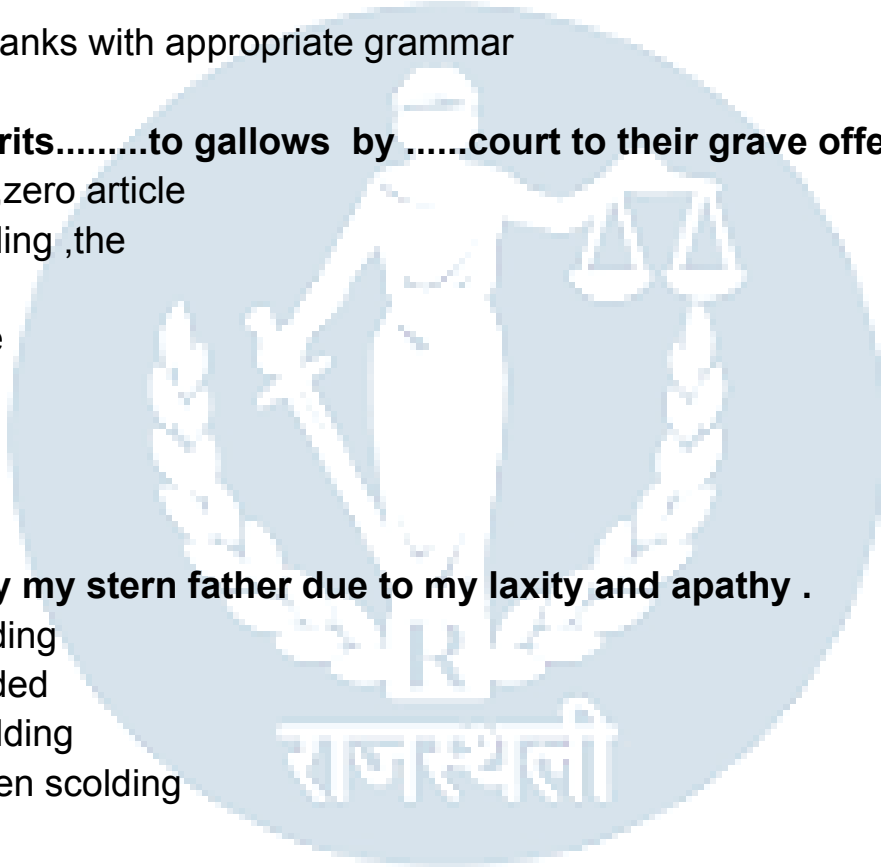 anks with appropriate grammar
rits.........to gallows by ......court to their grave offe
zero article
ling ,the
e
y my stern father due to my laxity and apathy .
ding
ded
lding
en scolding
R
राजस्थली